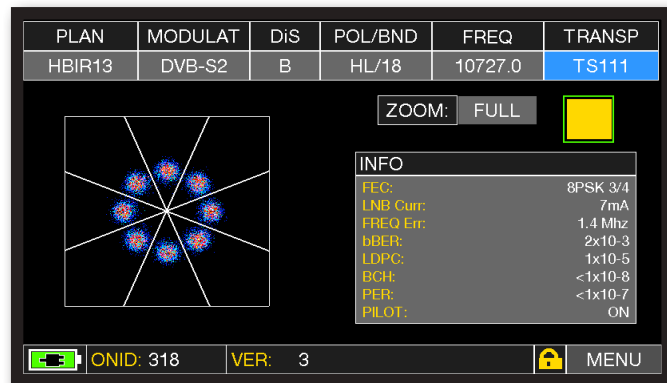 PLAN MODULAT DiS POL/BND FREQ TRANSP
HBIR13 DVB-S2 B HL/18 10727.0 TS111
ZOOM: FULL
INFO
FEC: 8PSK 3/4
LNB Curr: 7mA
FREQ Err: 1.4 Mhz
bBER: 2x10-3
LDPC: 1x10-5
BCH: <1x10-8
PER: <1x10-7
PILOT: ON
ONID: 318 VER: 3 MENU